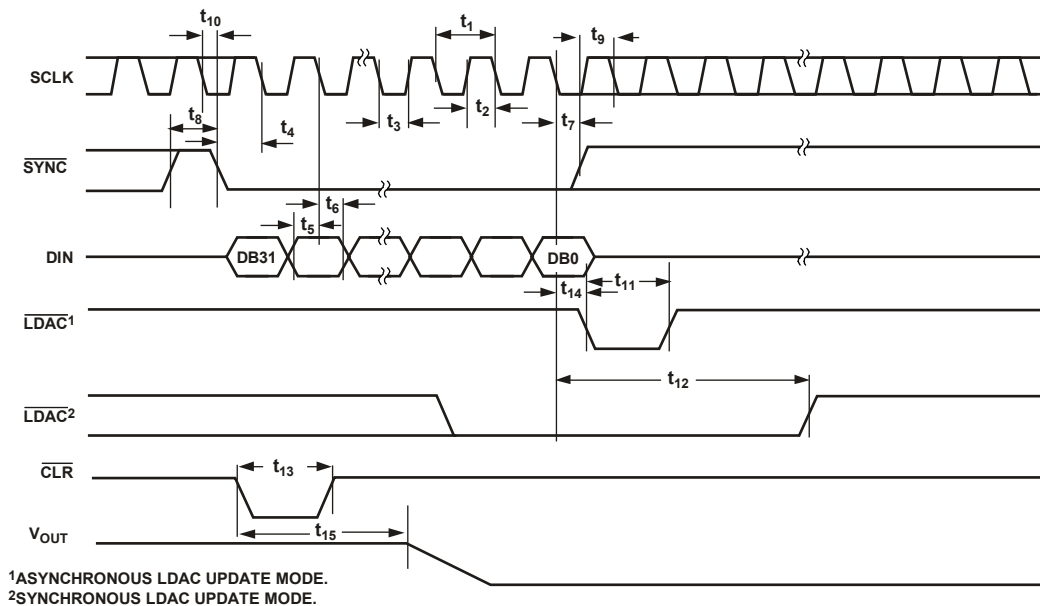 t10
t1
t9
SCLK
t8
t4
t3
t2
t7
SYNC
t6
t5
DIN
DB31
DB0
t14
t11
LDAC1
t12
LDAC2
CLR
t13
t15
VOUT
1ASYNCHRONOUS LDAC UPDATE MODE.
2SYNCHRONOUS LDAC UPDATE MODE.